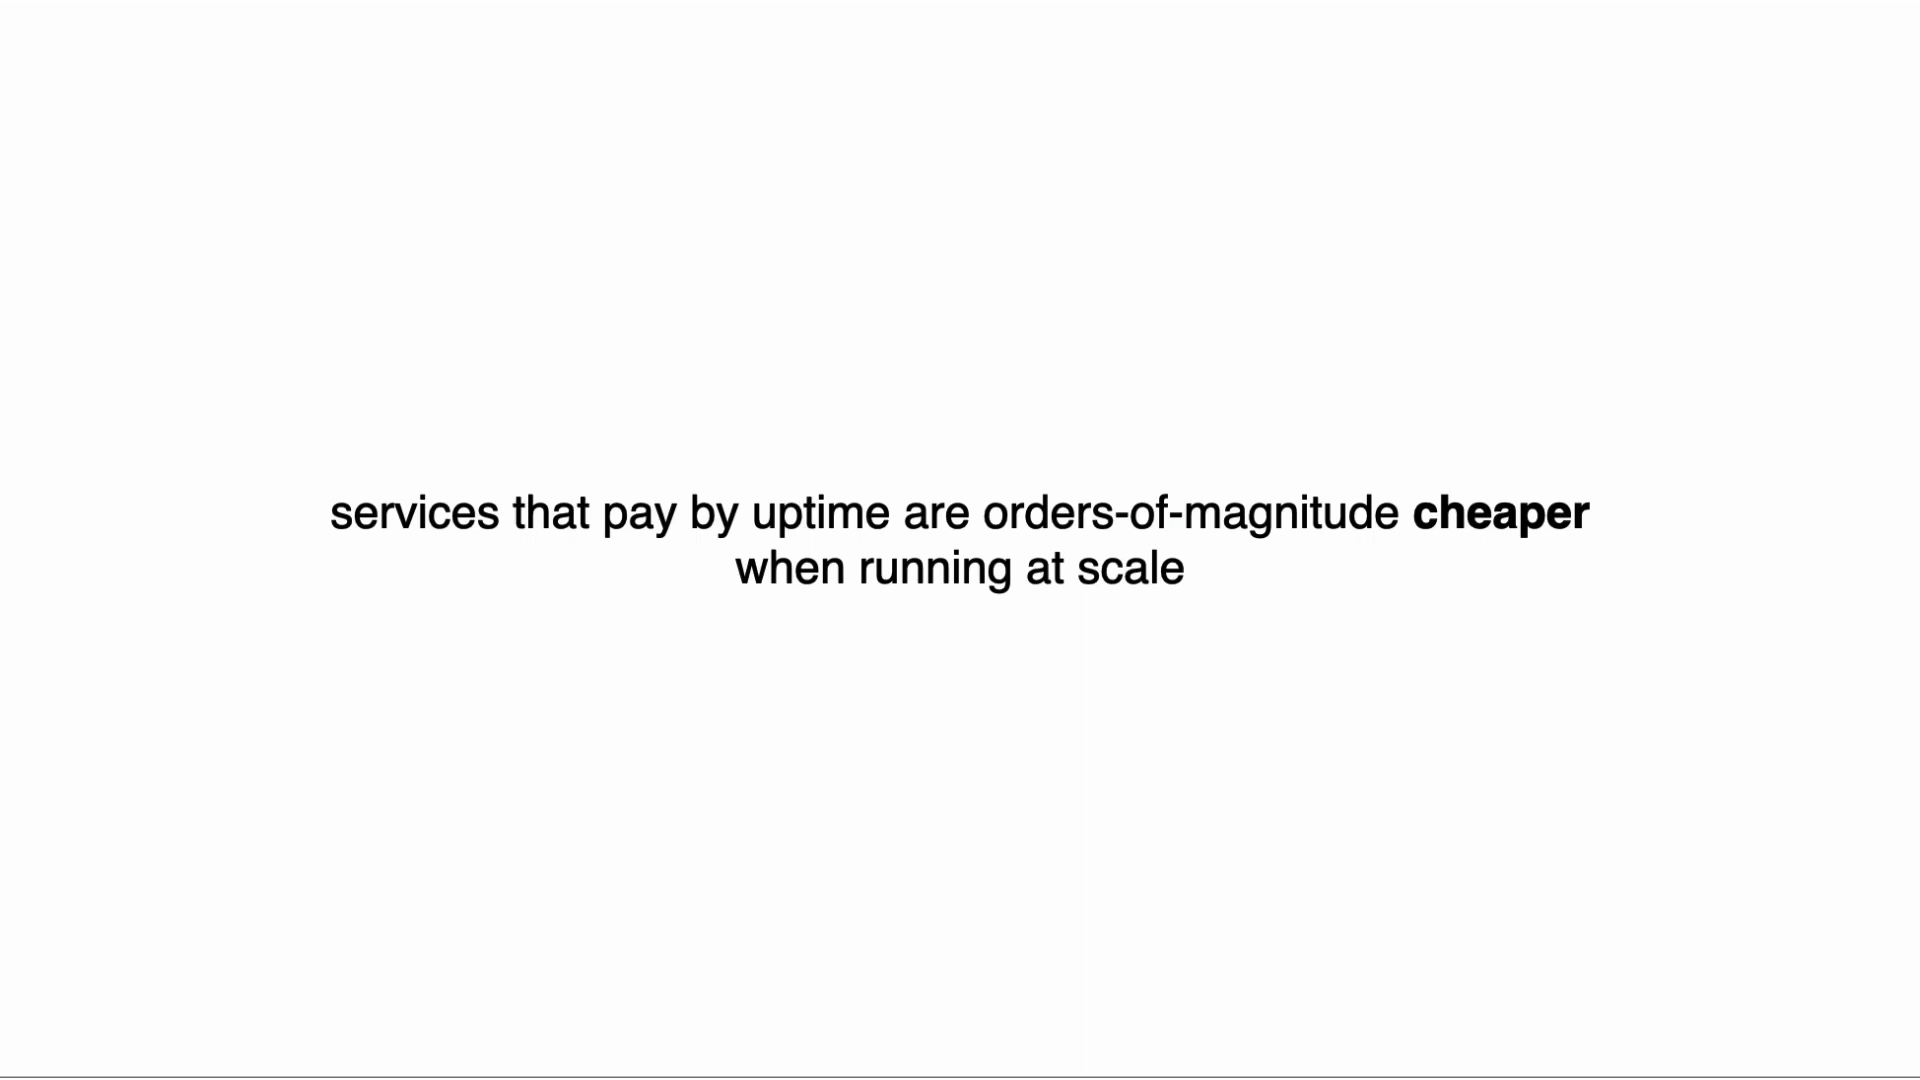 services that pay by uptime are orders-of-magnitude cheaper
when running at scale